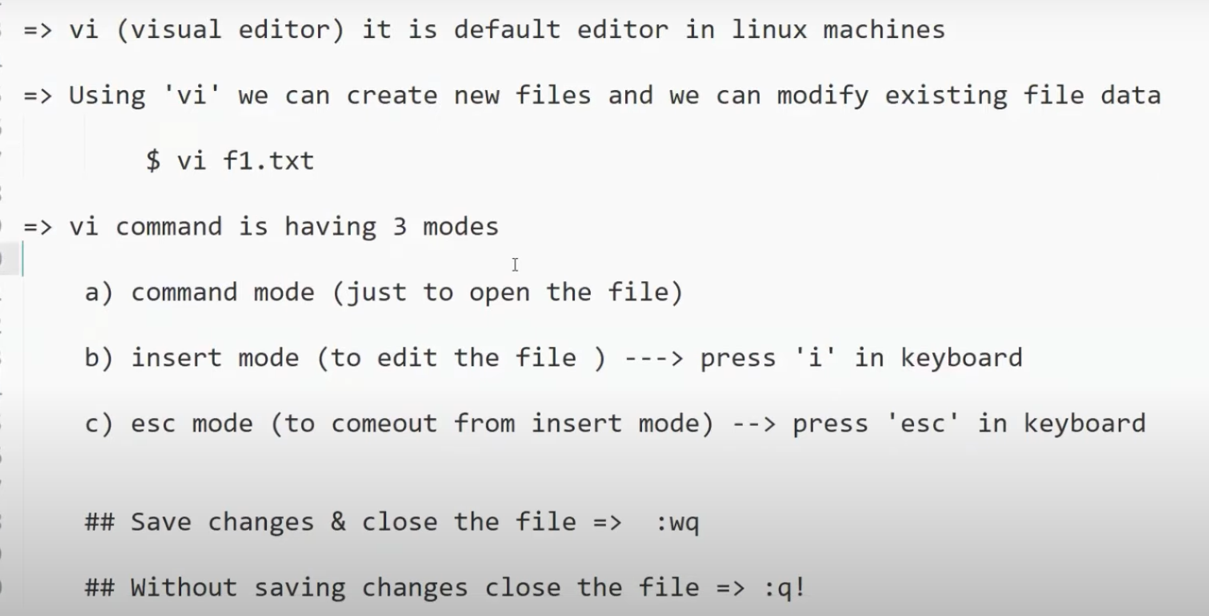 => vi (visual editor) it is default editor in linux machines
=> Using 'vi' we can create new files and we can modify existing file data
$ vi f1.txt
=> vi command is having 3 modes
a) command mode (just to open the file)
b) insert mode (to edit the file ) ---> press 'i' in keyboard
c) esc mode (to comeout from insert mode) --> press 'esc' in keyboard
## Save changes & close the file =>  :wq
## Without saving changes close the file => :q!